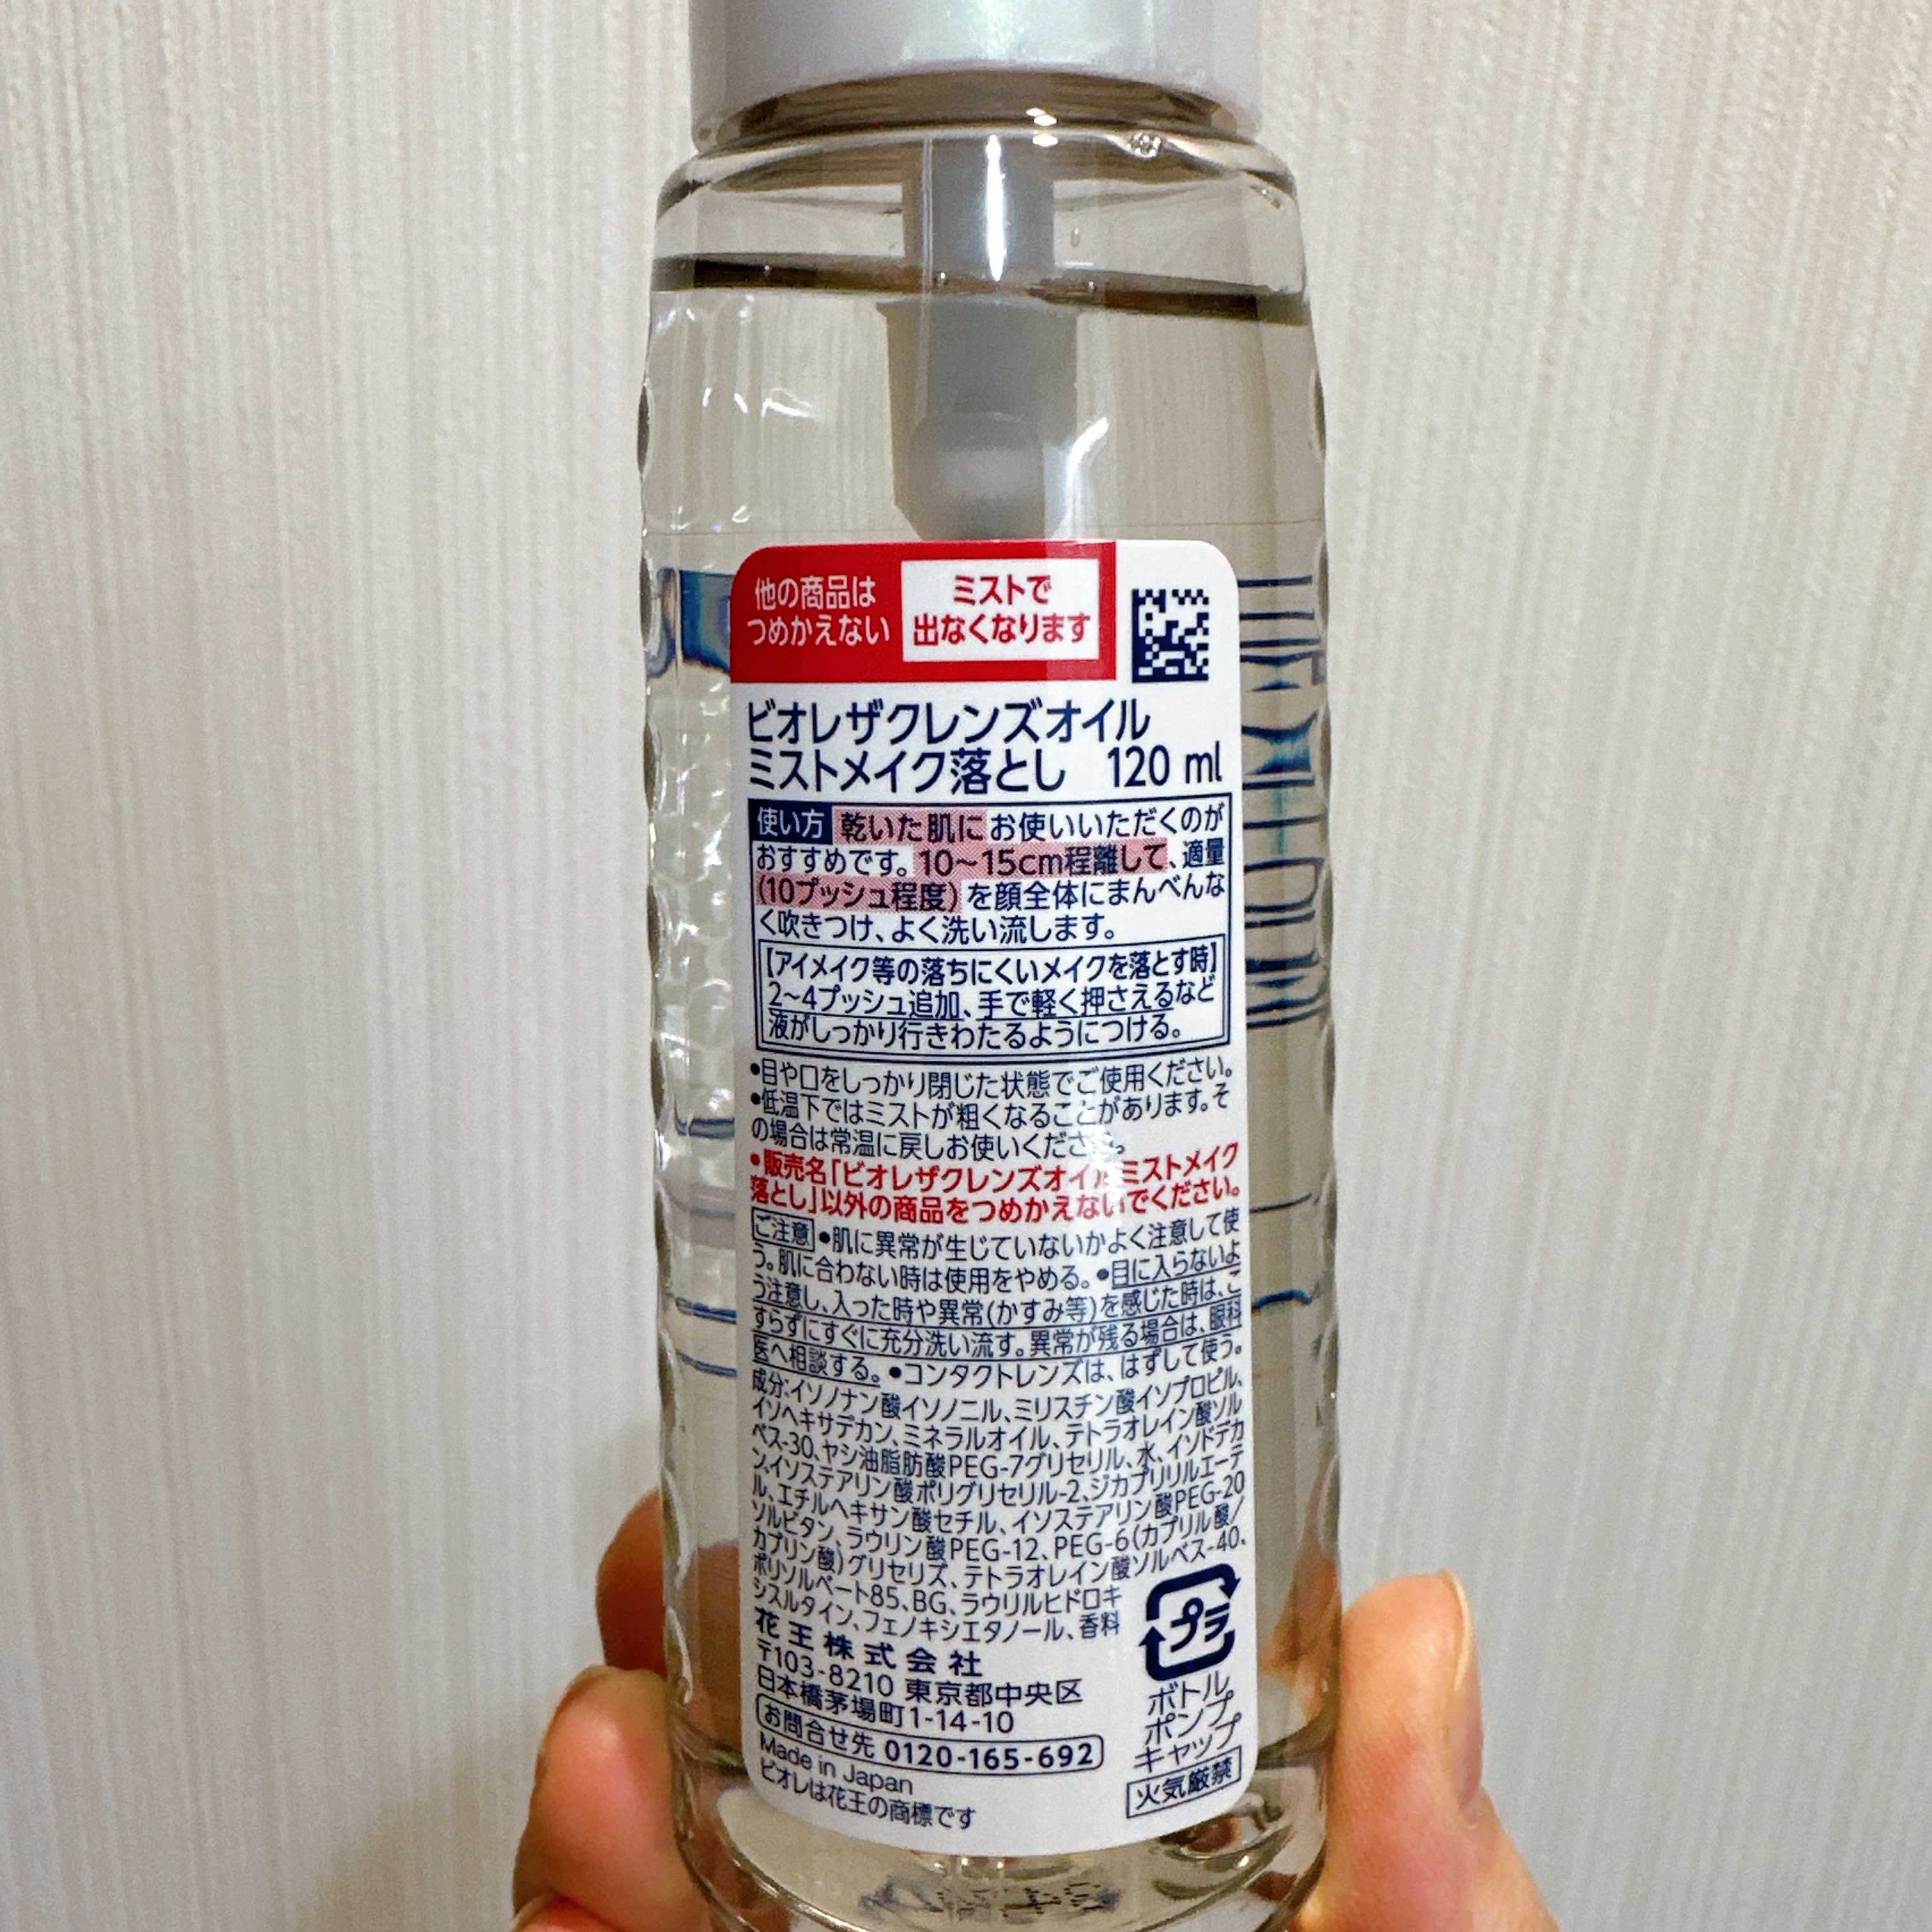 他の商品は
つめかえない
ミストで
出なくなります
ビオレザクレンズオイル
ミストメイク落とし 120 ml
使い方 乾いた肌にお使いいただくのが
おすすめです。10~15cm程離して、適量
(10プッシュ程度)を顔全体にまんべんな
く吹きつけ、よく洗い流します。
【アイメイク等の落ちにくいメイクを落とす時】
2~4プッシュ追加、手で軽く押さえるなど
液がしっかり行きわたるようにつける。
•目や口をしっかり閉じた状態でご使用ください。
•低温下ではミストが粗くなることがあります。そ
の場合は常温に戻しお使いください。
•販売名「ビオレザクレンズオイルミストメイク
落とし」以外の商品をつめかえないでください。
ご注意 •肌に異常が生じていないかよく注意して使
う。肌に合わない時は使用をやめる。•目に入らないよ
う注意し、入った時や異常(かすみ等)を感じた時は、こ
すらずにすぐに充分洗い流す。異常が残る場合は、眼科
医へ相談する。•コンタクトレンズは、はずして使う。
成分:イソノナン酸イソノニル、ミリスチン酸イソプロピル、
イソヘキサデカン、ミネラルオイル、テトラオレイン酸ソル
ベス-30、ヤシ油脂肪酸PEG-7グリセリル、水、イソドデカ
ン、イソステアリン酸ポリグリセリル-2、ジカプリリルエーテ
ル、エチルヘキサン酸セチル、イソステアリン酸PEG-20
ソルビタン、ラウリン酸PEG-12、PEG-6(カプリル酸/
カプリン酸)グリセリズ、テトラオレイン酸ソルベス-40、
ポリソルベート85、BG、ラウリルヒドロキ
シスルタイン、フェノキシエタノール、香料
花王株式会社
〒103-8210 東京都中央区
日本橋茅場町1-14-10
お問合せ先 0120-165-692
Made in Japan
ビオレは花王の商標です
プラ
ボトル
ポンプ
キャップ
火気厳禁